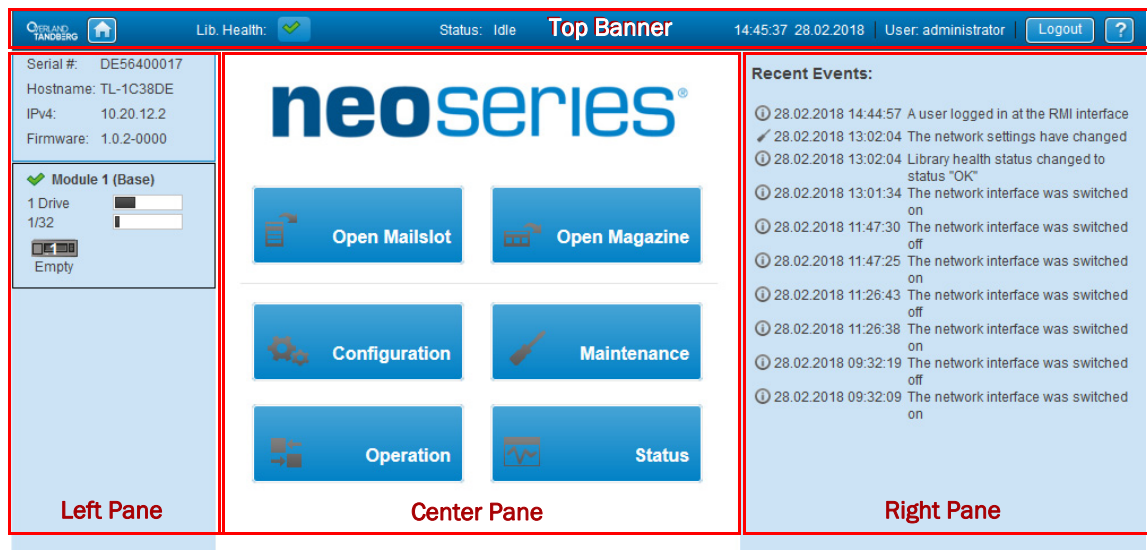 OVERLAND TANDBERG Lib. Health: Status: Idle Top Banner 14:45:37 28.02.2018 User: administrator Logout ?
Serial #: DE56400017
Hostname: TL-1C38DE
IPv4: 10.20.12.2
Firmware: 1.0.2-0000
Module 1 (Base)
1 Drive
1/32
1
Empty
Left Pane
neoseries®
Open Mailslot
Open Magazine
Configuration
Maintenance
Operation
Status
Center Pane
Recent Events:
28.02.2018 14:44:57 A user logged in at the RMI interface
28.02.2018 13:02:04 The network settings have changed
28.02.2018 13:02:04 Library health status changed to
status "OK"
28.02.2018 13:01:34 The network interface was switched
on
28.02.2018 11:47:30 The network interface was switched
off
28.02.2018 11:47:25 The network interface was switched
on
28.02.2018 11:26:43 The network interface was switched
off
28.02.2018 11:26:38 The network interface was switched
on
28.02.2018 09:32:19 The network interface was switched
off
28.02.2018 09:32:09 The network interface was switched
on
Right Pane